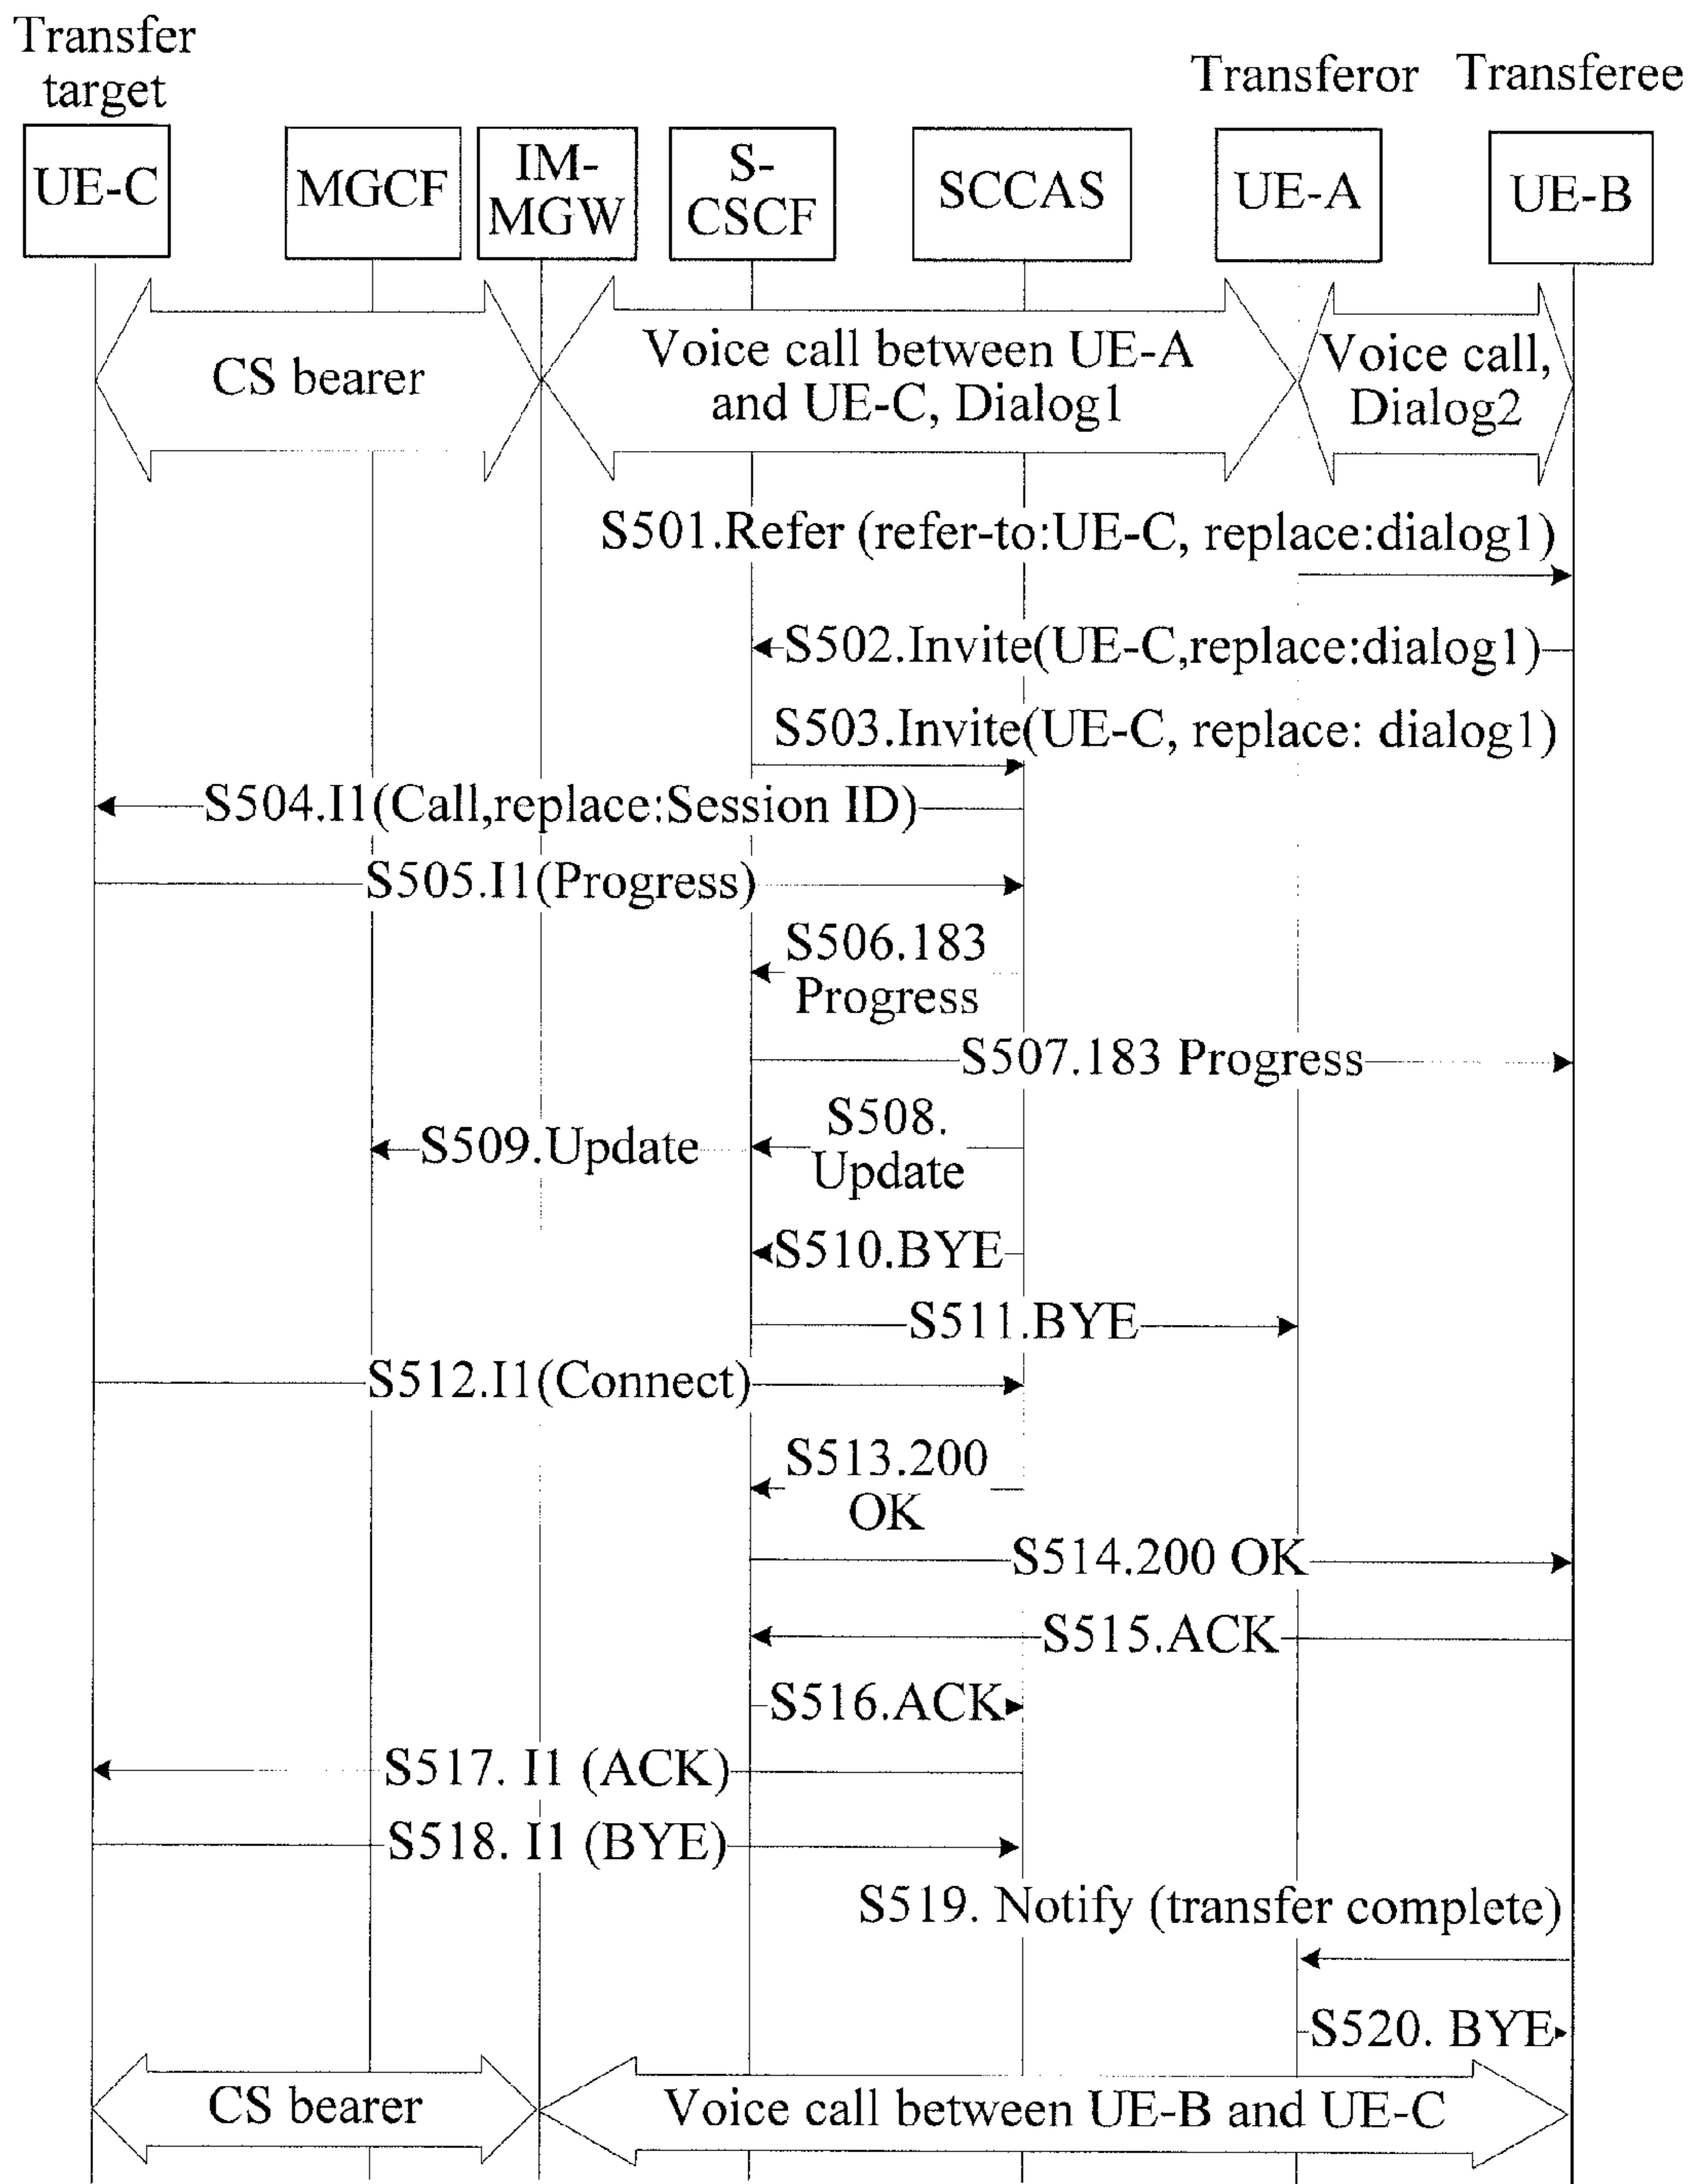 Transfer
target
Transferor
Transferee
UE-C
MGCF
IM-
MGW
S-
CSCF
SCCAS
UE-A
UE-B
CS bearer
Voice call between UE-A
and UE-C, Dialog1
Voice call,
Dialog2
S501.Refer (refer-to:UE-C, replace:dialog1)
S502.Invite(UE-C,replace:dialog1)
S503.Invite(UE-C, replace: dialog1)
S504.I1(Call,replace:Session ID)
S505.I1(Progress)
S506.183
Progress
S507.183 Progress
S508.
Update
S509.Update
S510.BYE
S511.BYE
S512.I1(Connect)
S513.200
OK
S514.200 OK
S515.ACK
S516.ACK
S517. I1 (ACK)
S518. I1 (BYE)
S519. Notify (transfer complete)
S520. BYE
CS bearer
Voice call between UE-B and UE-C